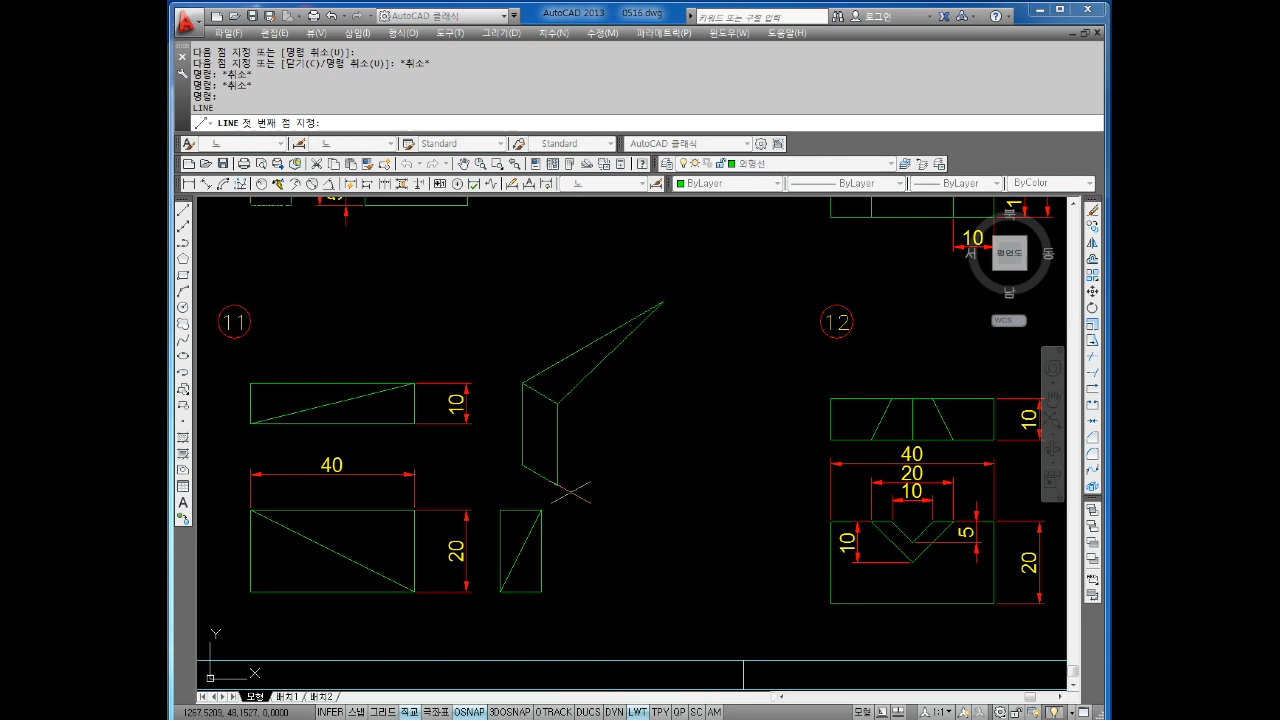 AutoCAD 클래식
AutoCAD 2013 0516.dwg
키워드 또는 구절 입력
로그인
파일(F) 편집(E) 뷰(V) 삽입(I) 형식(O) 도구(T) 그리기(D) 치수(N) 수정(M) 파라메트릭(P) 윈도우(W) 도움말(H)
다음 점 지정 또는 [명령 취소(U)]:
다음 점 지정 또는 [닫기(C)/명령 취소(U)]: *취소*
명령: *취소*
명령: *취소*
명령:
LINE
LINE 첫 번째 점 지정:
Standard Standard AutoCAD 클래식
외형선
ByLayer ByLayer ByLayer ByColor
10
북
서 평면도 동
남
WCS
11 12
10
40
20
10
40
20
10
10
5
20
Y
X
모형 배치1 배치2
1267.5209, 48.1527, 0.0000 INFER 스냅 그리드 직교 극좌표 OSNAP 3DOSNAP OTRACK DUCS DYN LWT TPY QP SC AM 모형 1:1